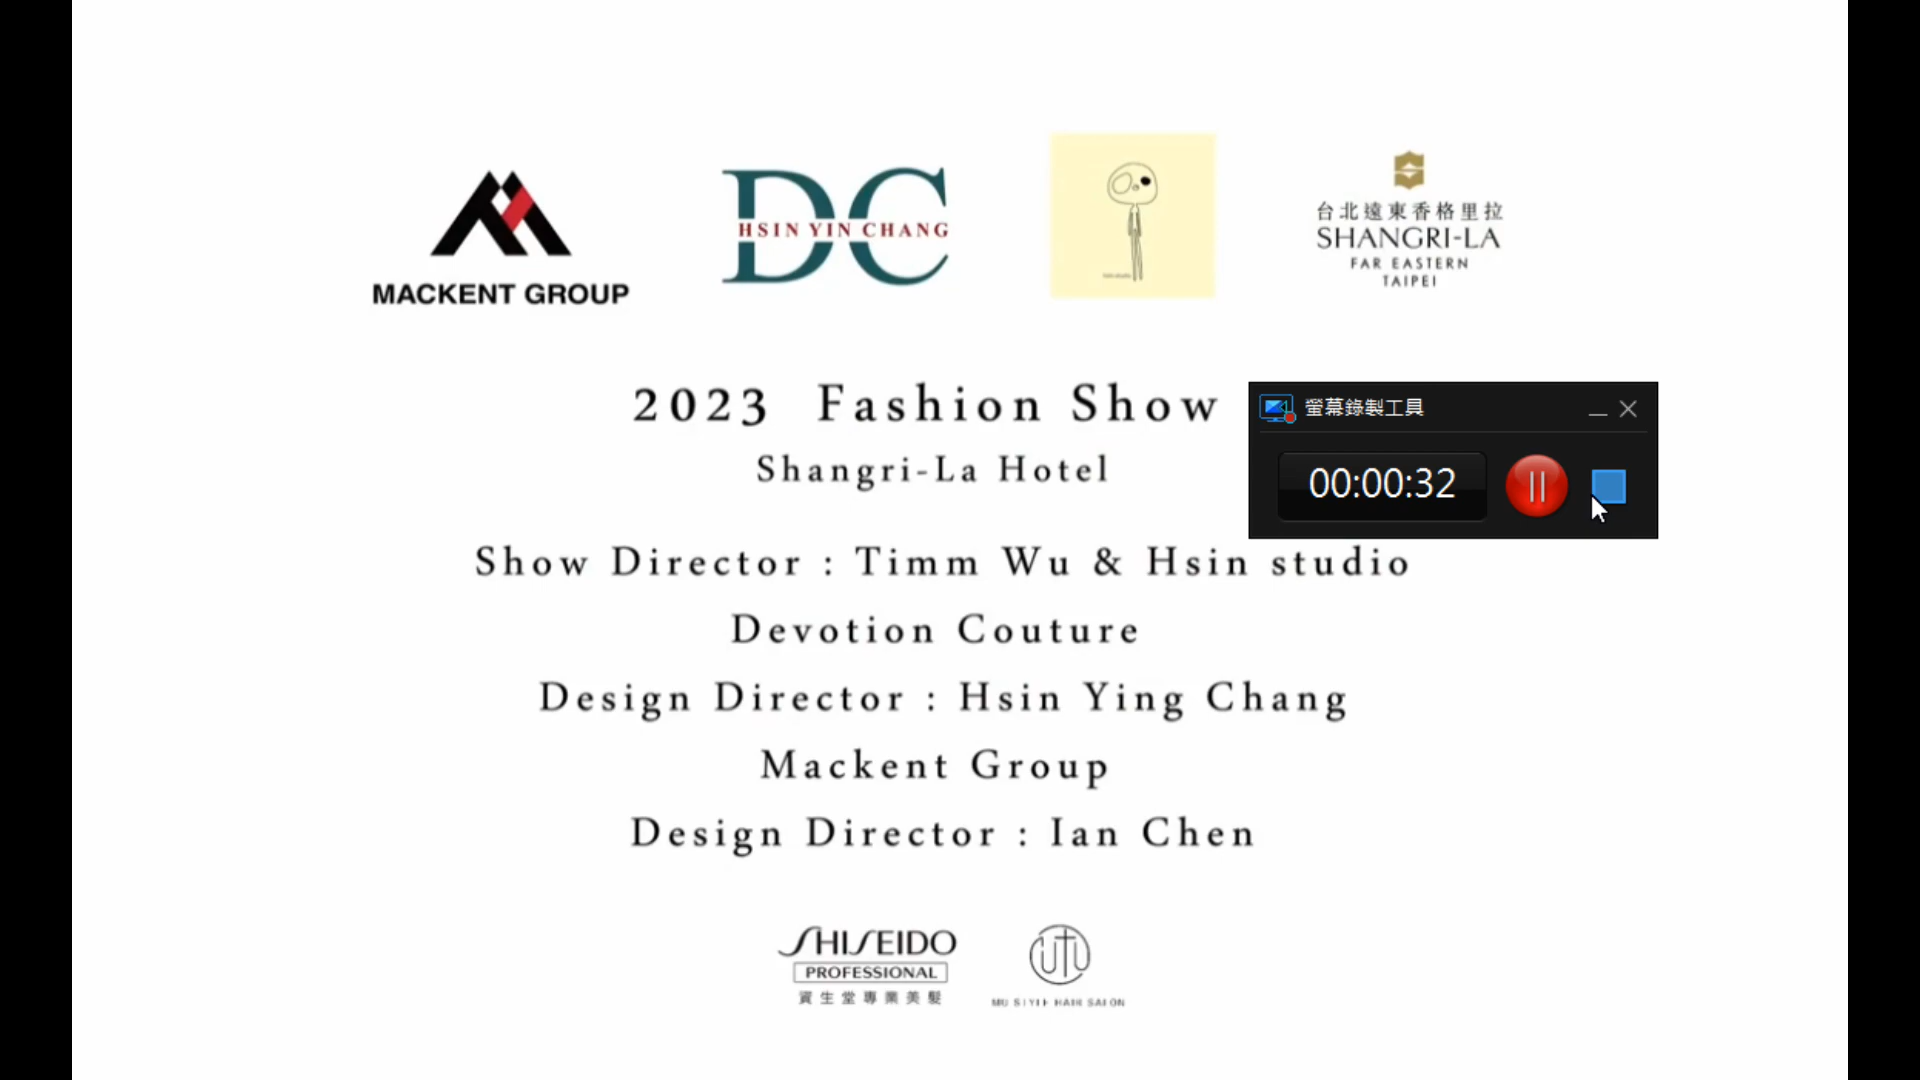 MACKENT GROUP
DC
HSIN YIN CHANG
台北遠東香格里拉
SHANGRI-LA
FAR EASTERN
TAIPEI
2023 Fashion Show
Shangri-La Hotel
螢幕錄製工具
00:00:32
Show Director : Timm Wu & Hsin studio
Devotion Couture
Design Director : Hsin Ying Chang
Mackent Group
Design Director : Ian Chen
SHISEIDO
PROFESSIONAL
資生堂專業美髮
MU STYLE HAIR SALON